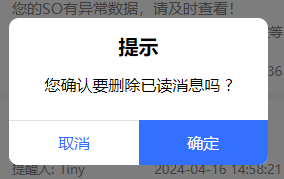 您的SO有异常数据，请及时查看！
等
提示
36
您确认要删除已读消息吗？
取消
确定
提醒人: Tiny
2024-04-16 14:58:21